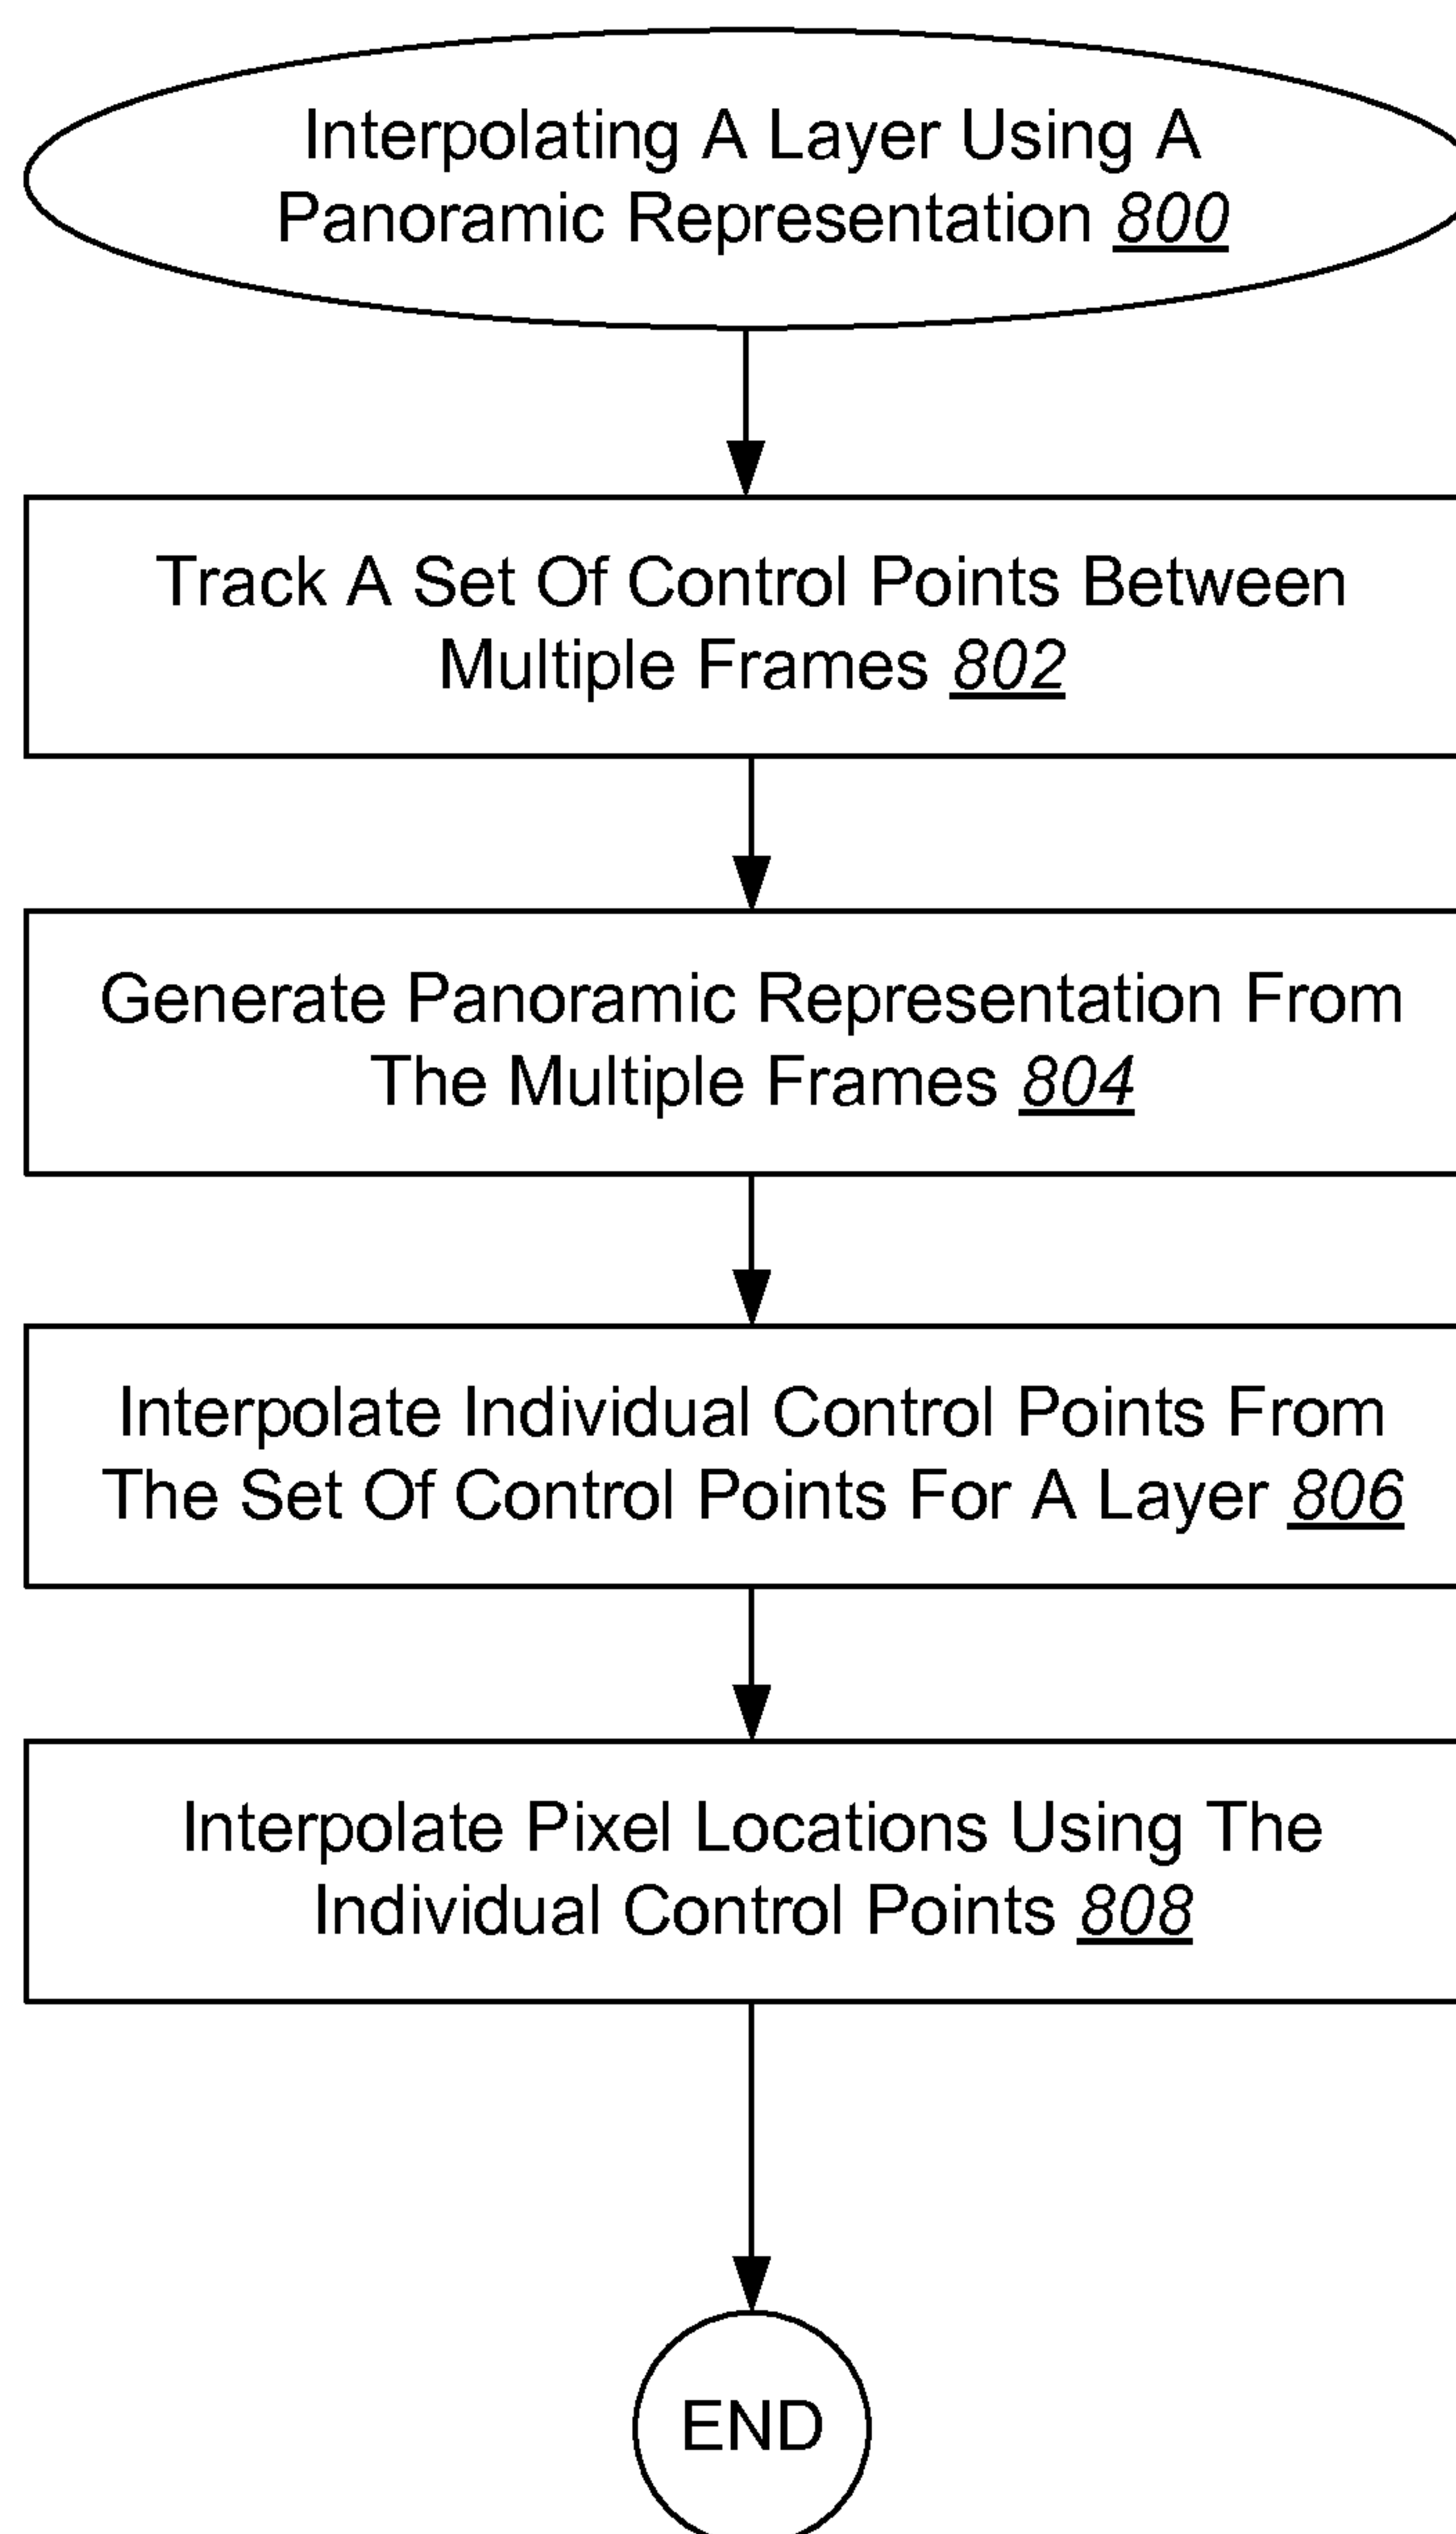 Interpolating A Layer Using A
Panoramic Representation 800
Track A Set Of Control Points Between
Multiple Frames 802
Generate Panoramic Representation From
The Multiple Frames 804
Interpolate Individual Control Points From
The Set Of Control Points For A Layer 806
Interpolate Pixel Locations Using The
Individual Control Points 808
END